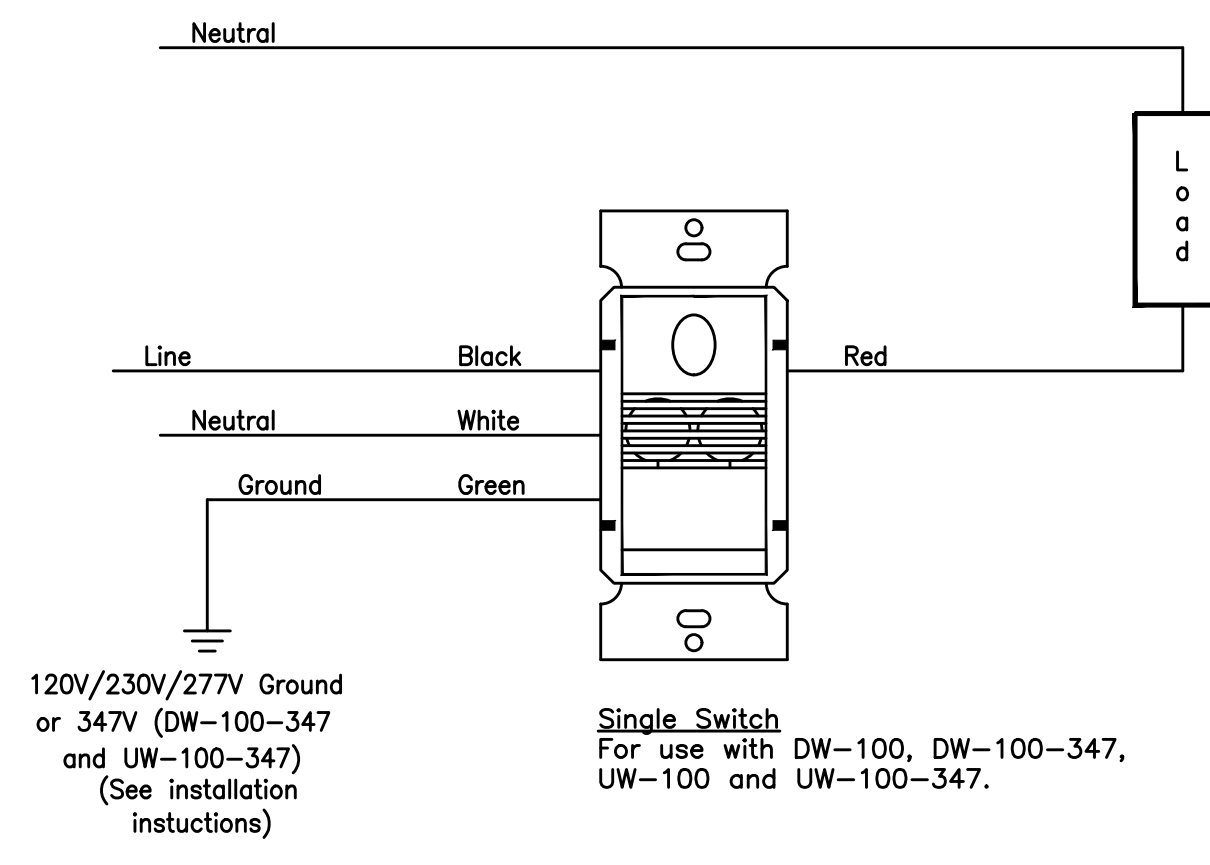 Neutral
L
o
a
d
Line Black Red
Neutral White
Ground Green
120V/230V/277V Ground
or 347V (DW-100-347
and UW-100-347)
(See installation
instuctions)
Single Switch
For use with DW-100, DW-100-347,
UW-100 and UW-100-347.